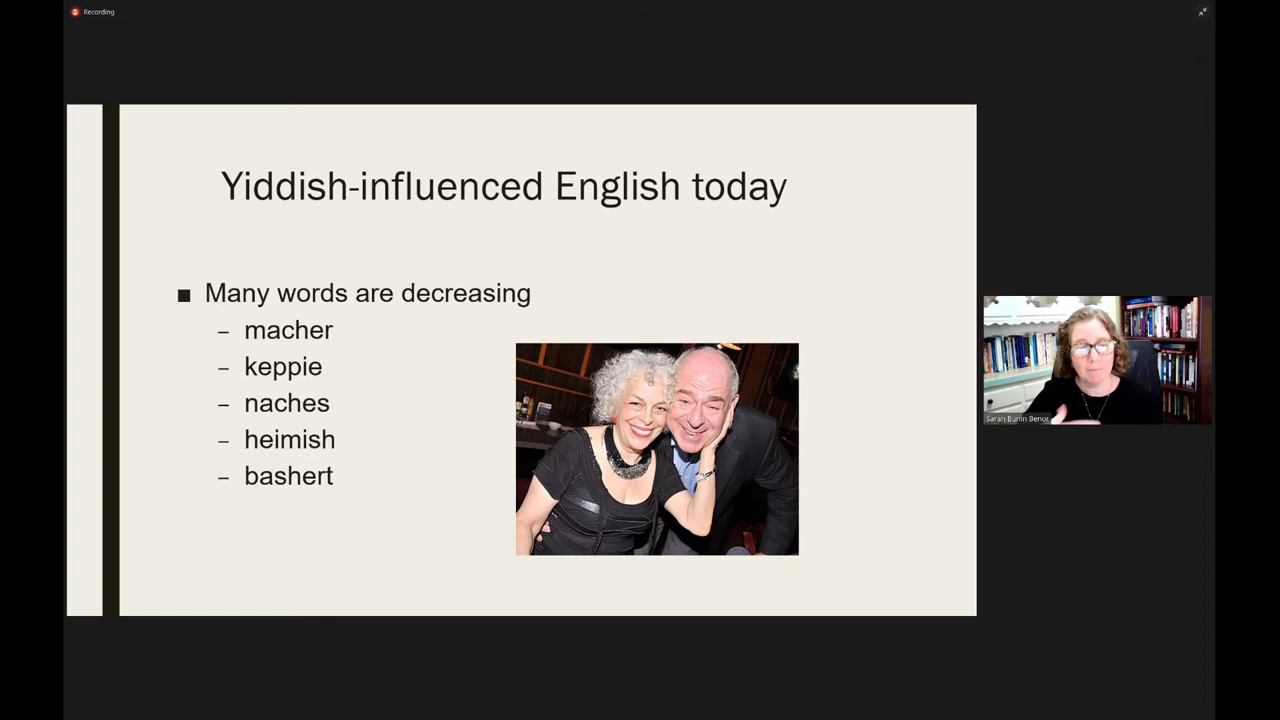 Recording
Yiddish-influenced English today
■ Many words are decreasing
– macher
– keppie
– naches
– heimish
– bashert
Sarah Bunin Benor